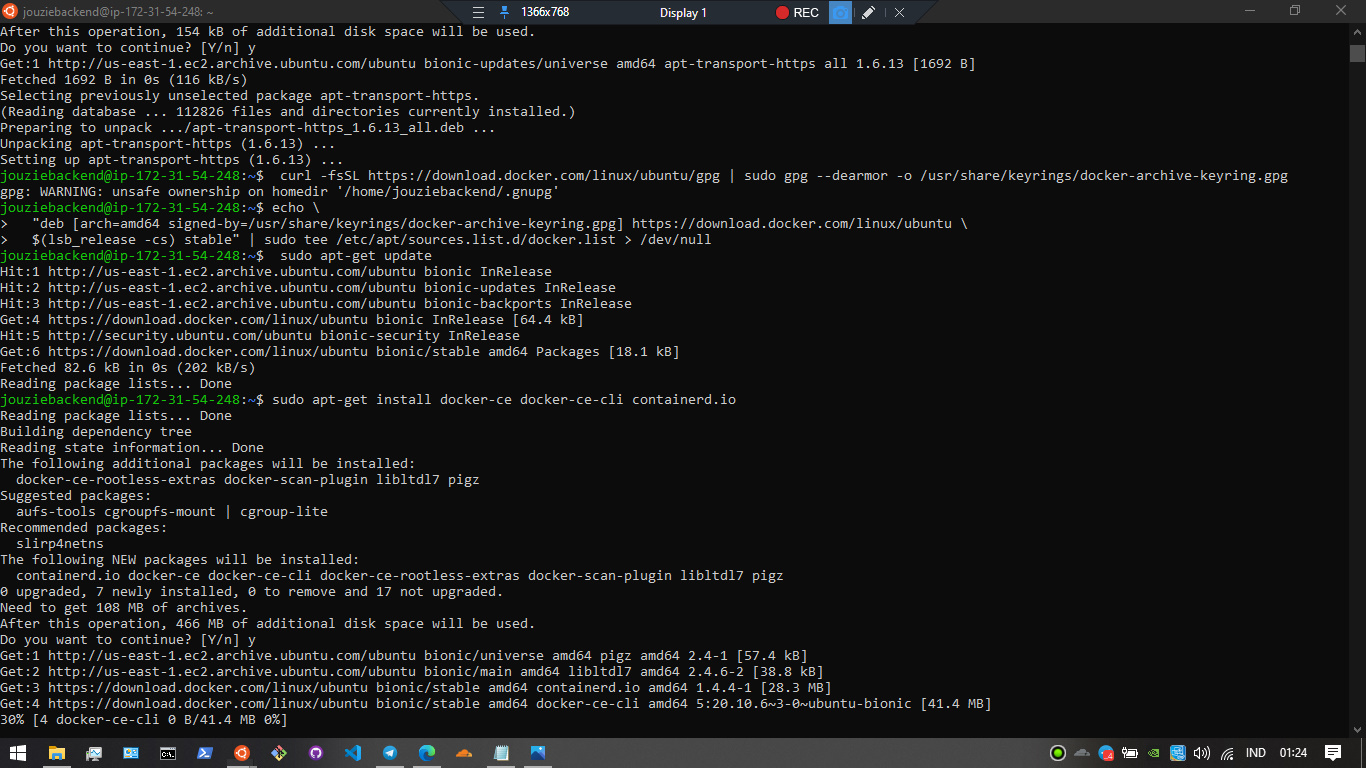 jouziebackend@ip-172-31-54-248: ~
1366x768
Display 1
REC
After this operation, 154 kB of additional disk space will be used.
Do you want to continue? [Y/n] y
Get:1 http://us-east-1.ec2.archive.ubuntu.com/ubuntu bionic-updates/universe amd64 apt-transport-https all 1.6.13 [1692 B]
Fetched 1692 B in 0s (116 kB/s)
Selecting previously unselected package apt-transport-https.
(Reading database ... 112826 files and directories currently installed.)
Preparing to unpack .../apt-transport-https_1.6.13_all.deb ...
Unpacking apt-transport-https (1.6.13) ...
Setting up apt-transport-https (1.6.13) ...
jouziebackend@ip-172-31-54-248:~$  curl -fsSL https://download.docker.com/linux/ubuntu/gpg | sudo gpg --dearmor -o /usr/share/keyrings/docker-archive-keyring.gpg
gpg: WARNING: unsafe ownership on homedir '/home/jouziebackend/.gnupg'
jouziebackend@ip-172-31-54-248:~$ echo \
>   "deb [arch=amd64 signed-by=/usr/share/keyrings/docker-archive-keyring.gpg] https://download.docker.com/linux/ubuntu \
>   $(lsb_release -cs) stable" | sudo tee /etc/apt/sources.list.d/docker.list > /dev/null
jouziebackend@ip-172-31-54-248:~$  sudo apt-get update
Hit:1 http://us-east-1.ec2.archive.ubuntu.com/ubuntu bionic InRelease
Hit:2 http://us-east-1.ec2.archive.ubuntu.com/ubuntu bionic-updates InRelease
Hit:3 http://us-east-1.ec2.archive.ubuntu.com/ubuntu bionic-backports InRelease
Get:4 https://download.docker.com/linux/ubuntu bionic InRelease [64.4 kB]
Hit:5 http://security.ubuntu.com/ubuntu bionic-security InRelease
Get:6 https://download.docker.com/linux/ubuntu bionic/stable amd64 Packages [18.1 kB]
Fetched 82.6 kB in 0s (202 kB/s)
Reading package lists... Done
jouziebackend@ip-172-31-54-248:~$ sudo apt-get install docker-ce docker-ce-cli containerd.io
Reading package lists... Done
Building dependency tree
Reading state information... Done
The following additional packages will be installed:
  docker-ce-rootless-extras docker-scan-plugin libltdl7 pigz
Suggested packages:
  aufs-tools cgroupfs-mount | cgroup-lite
Recommended packages:
  slirp4netns
The following NEW packages will be installed:
  containerd.io docker-ce docker-ce-cli docker-ce-rootless-extras docker-scan-plugin libltdl7 pigz
0 upgraded, 7 newly installed, 0 to remove and 17 not upgraded.
Need to get 108 MB of archives.
After this operation, 466 MB of additional disk space will be used.
Do you want to continue? [Y/n] y
Get:1 http://us-east-1.ec2.archive.ubuntu.com/ubuntu bionic/universe amd64 pigz amd64 2.4-1 [57.4 kB]
Get:2 http://us-east-1.ec2.archive.ubuntu.com/ubuntu bionic/main amd64 libltdl7 amd64 2.4.6-2 [38.8 kB]
Get:3 https://download.docker.com/linux/ubuntu bionic/stable amd64 containerd.io amd64 1.4.4-1 [28.3 MB]
Get:4 https://download.docker.com/linux/ubuntu bionic/stable amd64 docker-ce-cli amd64 5:20.10.6~3-0~ubuntu-bionic [41.4 MB]
30% [4 docker-ce-cli 0 B/41.4 MB 0%]
IND
01:24